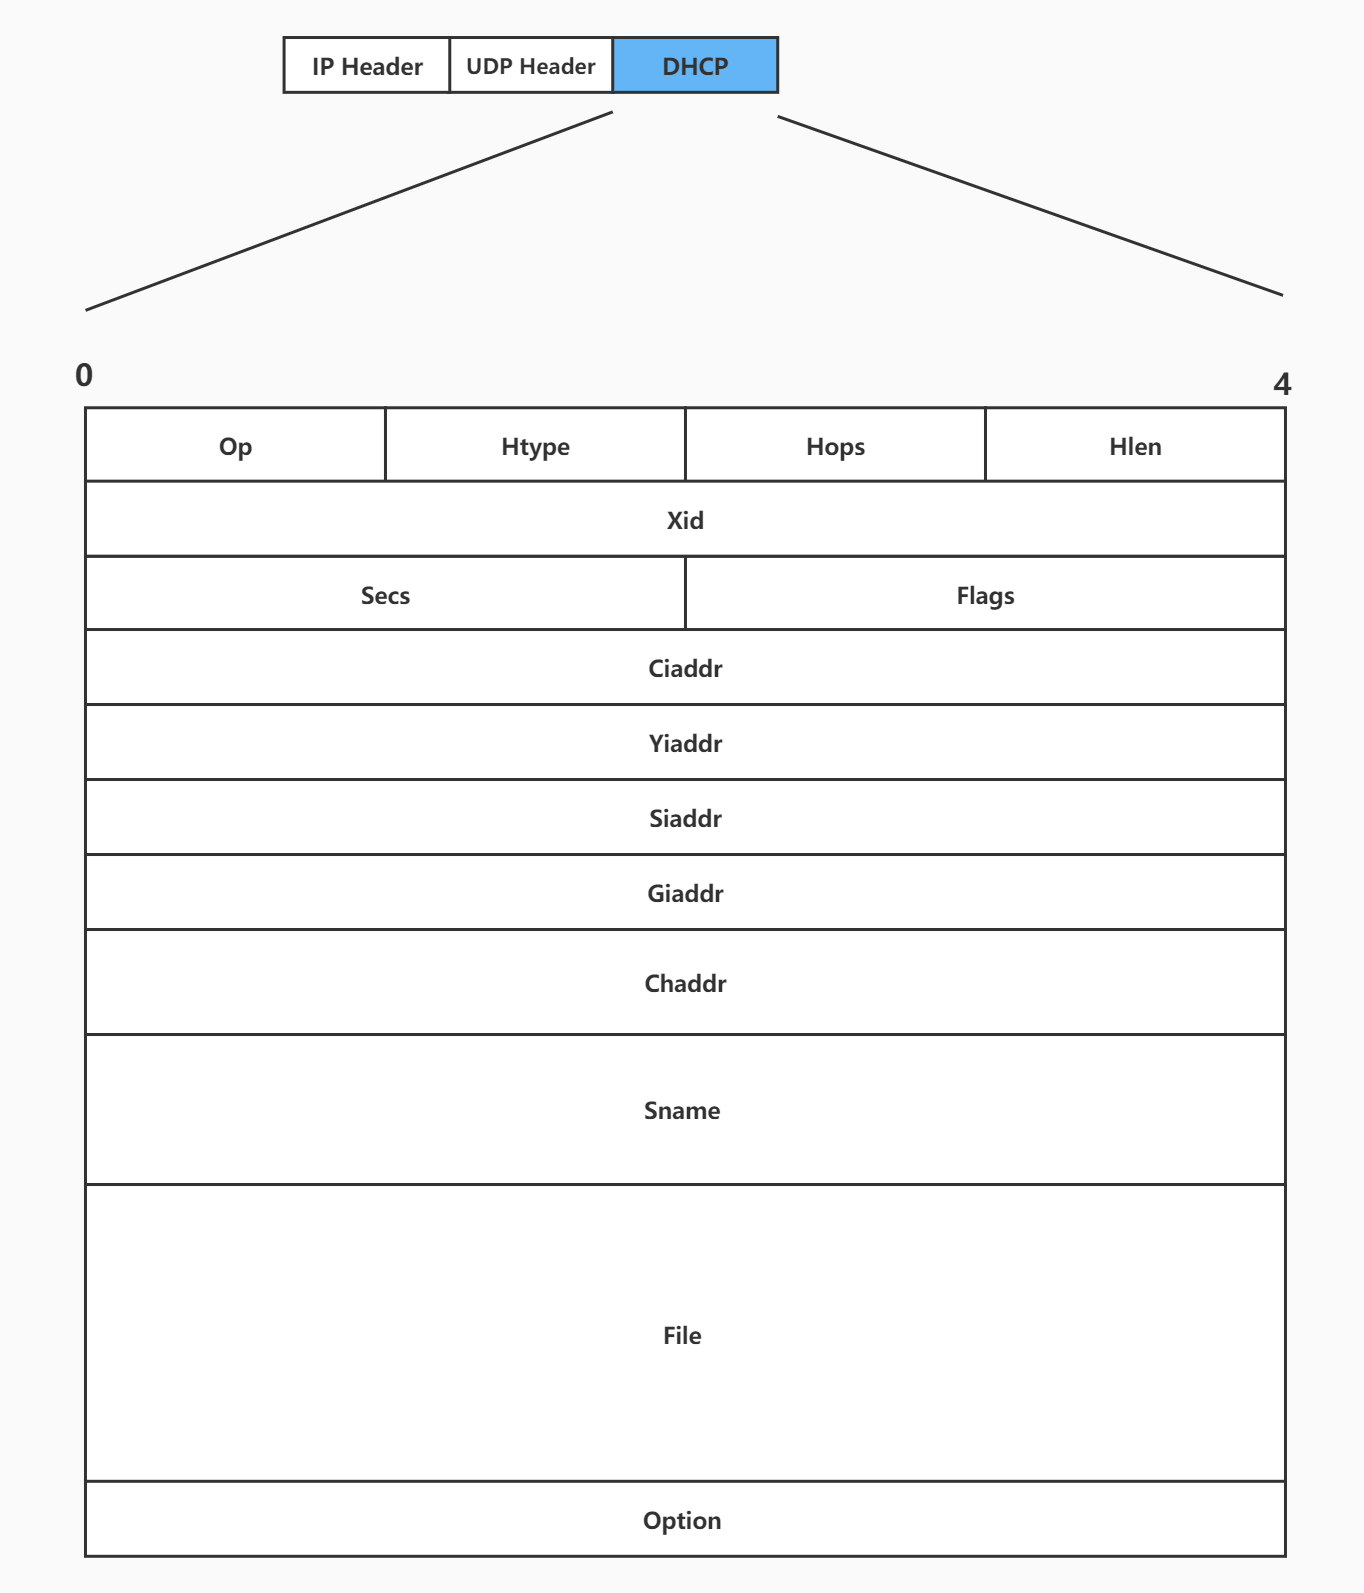 IP Header UDP Header DHCP
0
4
Op Htype Hops Hlen
Xid
Secs Flags
Ciaddr
Yiaddr
Siaddr
Giaddr
Chaddr
Sname
File
Option